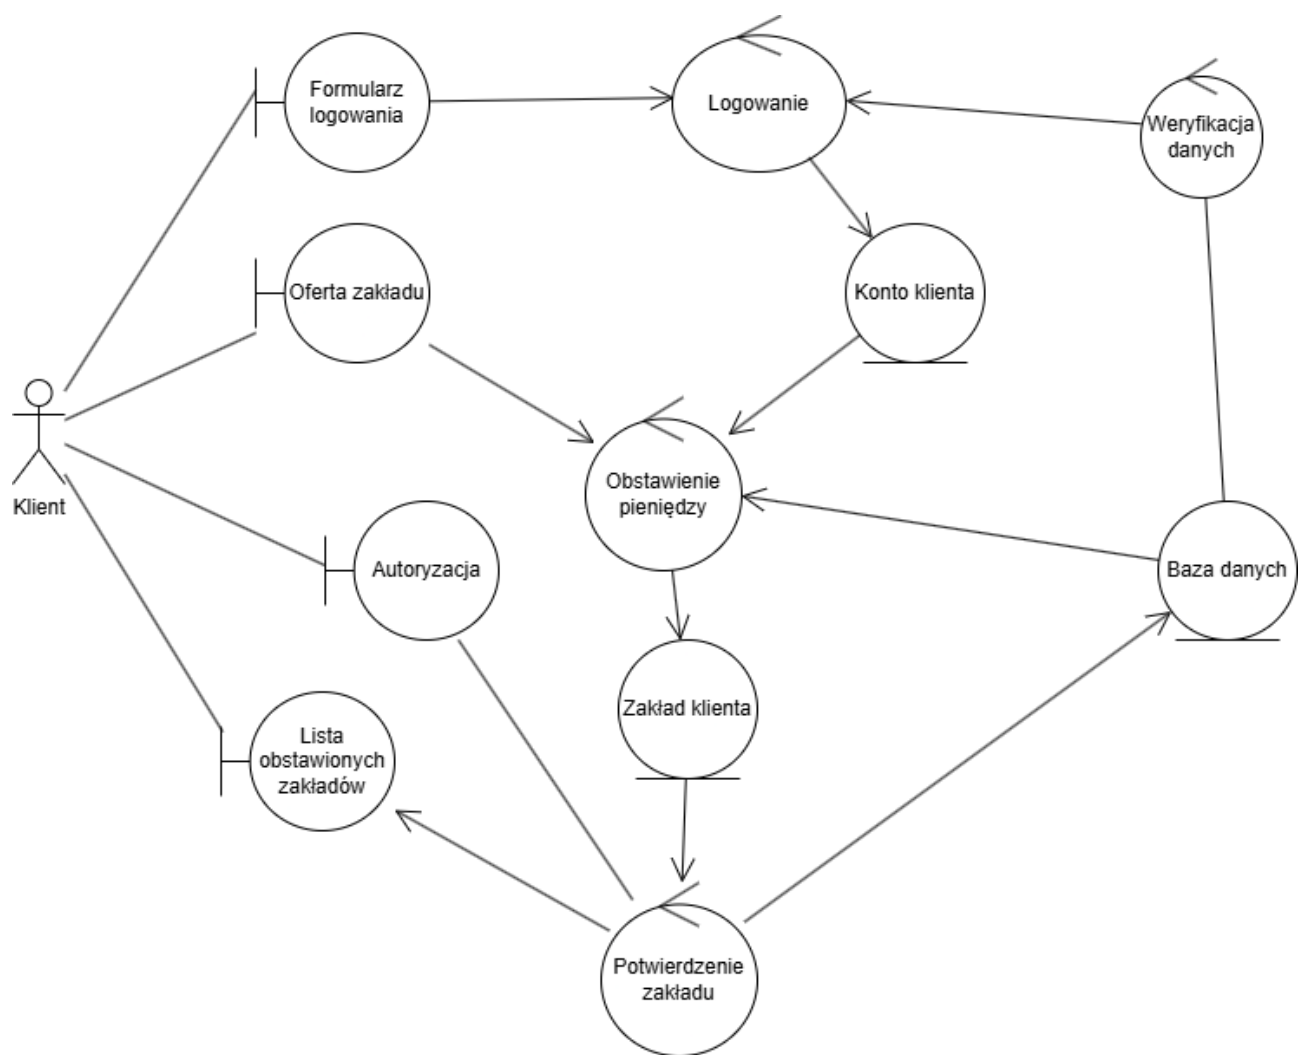 Formularz
logowania
Logowanie
Weryfikacja
danych
Oferta zakładu
Konto klienta
Klient
Obstawienie
pieniędzy
Autoryzacja
Baza danych
Zakład klienta
Lista
obstawionych
zakładów
Potwierdzenie
zakładu